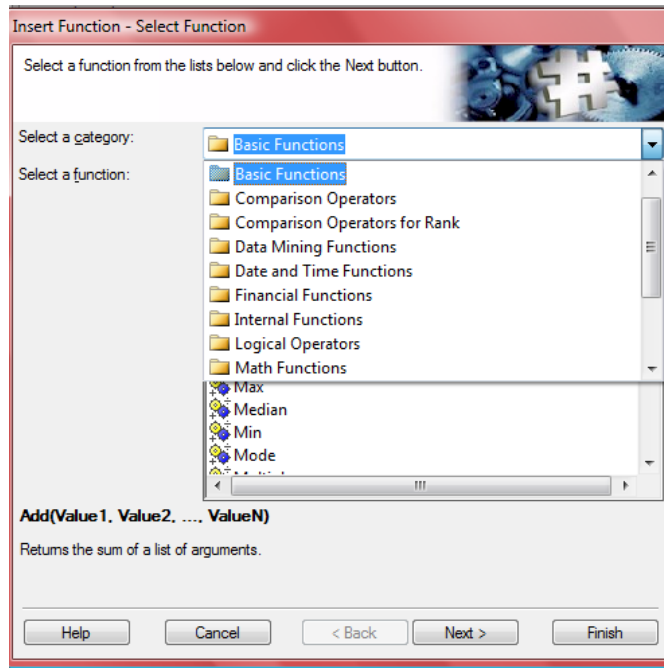 Insert Function - Select Function
Select a function from the lists below and click the Next button.
Select a category:
Basic Functions
Select a function:
Basic Functions
Comparison Operators
Comparison Operators for Rank
Data Mining Functions
Date and Time Functions
Financial Functions
Internal Functions
Logical Operators
Math Functions
Max
Median
Min
Mode
Add(Value1, Value2, ..., ValueN)
Returns the sum of a list of arguments.
Help
Cancel
< Back
Next >
Finish